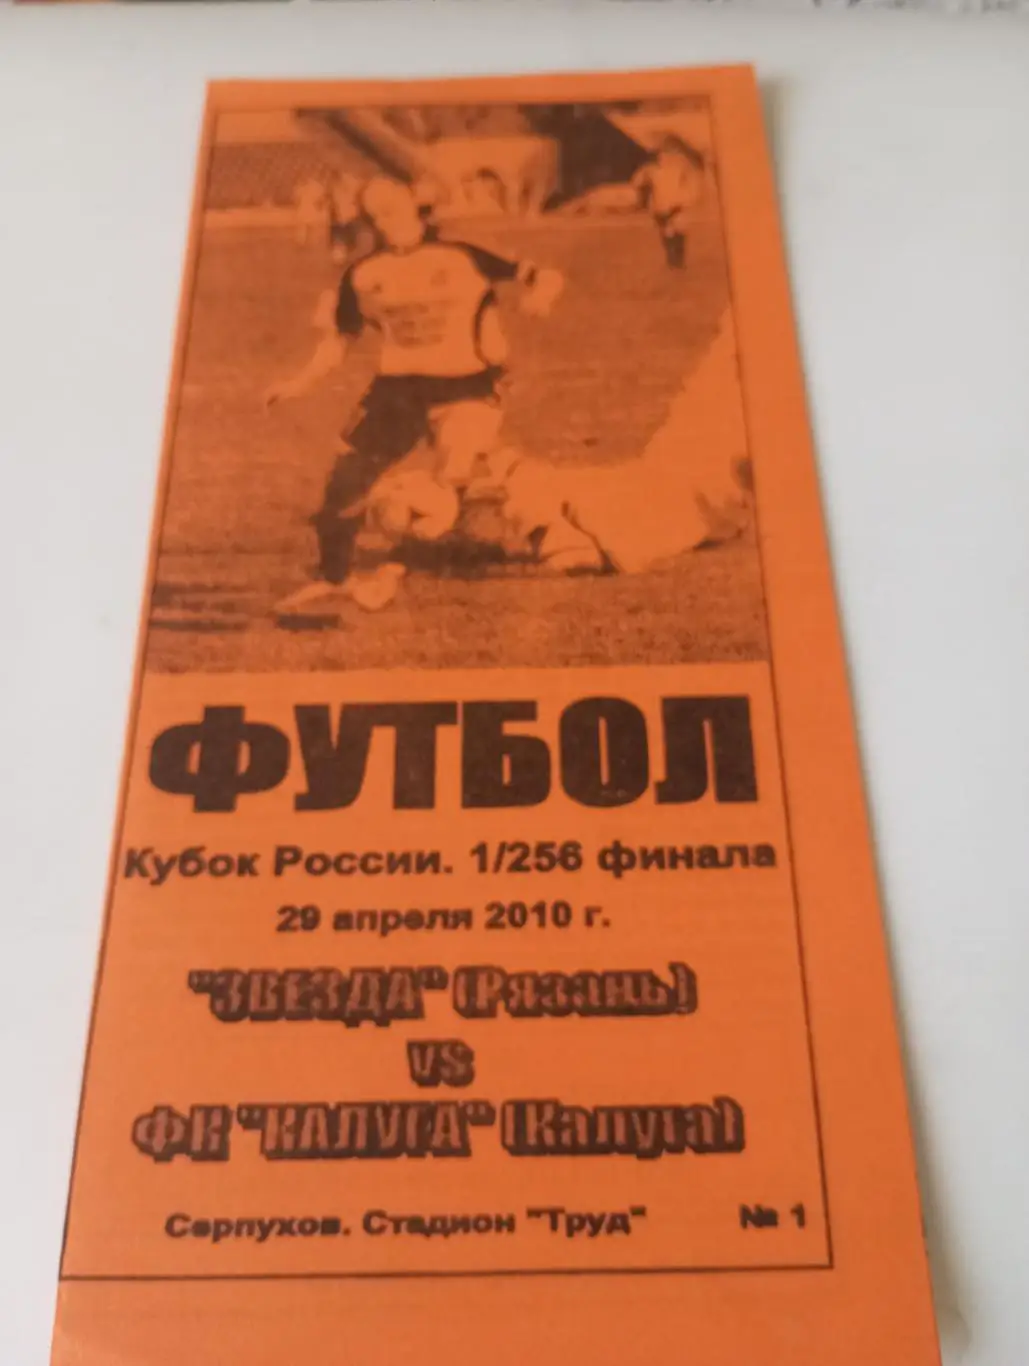 ФУТБОЛ
Кубок России. 1/256 финала
29 апреля 2010 г.
"ЗВЕЗДА" (Рязань)
VS
ФК "КАЛУГА" (Калуга)
Серпухов. Стадион "Труд" № 1